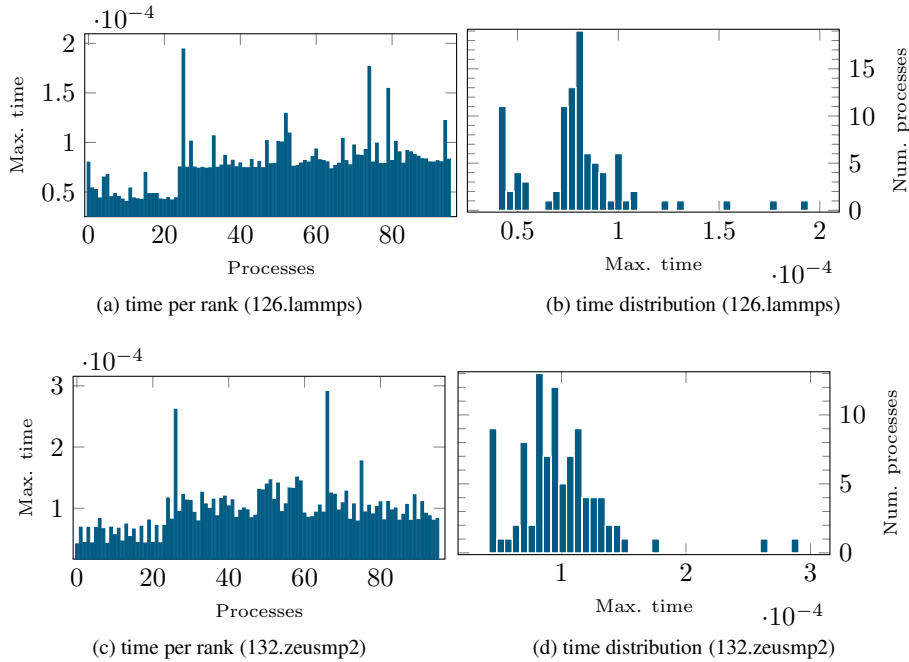 ·10−4
2
1.5
1
0.5
0 20 40 60 80
Max. time
Processes
(a) time per rank (126.lammps)
15
10
5
0
0.5 1 1.5 2
Num. processes
Max. time
·10−4
(b) time distribution (126.lammps)
·10−4
3
2
1
0 20 40 60 80
Max. time
Processes
(c) time per rank (132.zeusmp2)
10
5
0
1 2 3
Num. processes
Max. time
·10−4
(d) time distribution (132.zeusmp2)